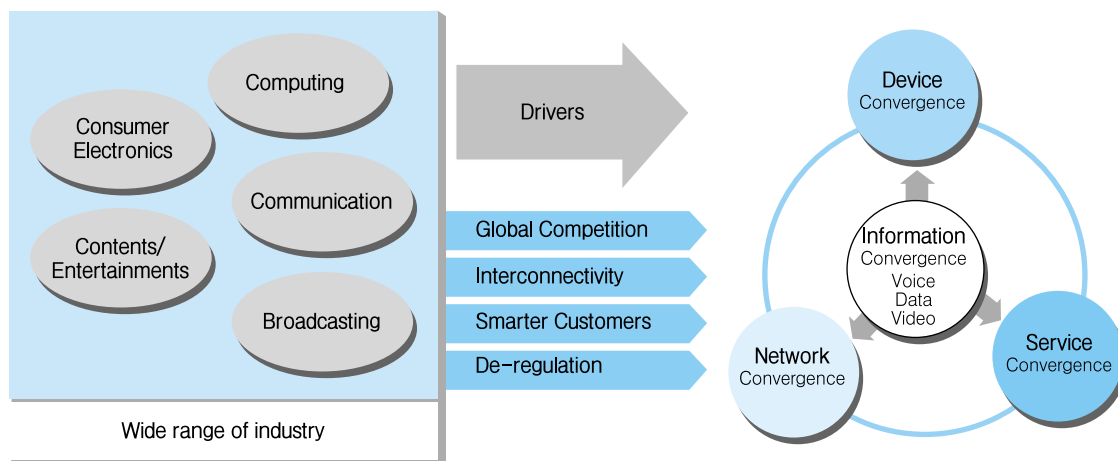 Computing
Consumer
Electronics
Communication
Contents/
Entertainments
Broadcasting
Wide range of industry
Drivers
Global Competition
Interconnectivity
Smarter Customers
De-regulation
Device
Convergence
Information
Convergence
Voice
Data
Video
Network
Convergence
Service
Convergence